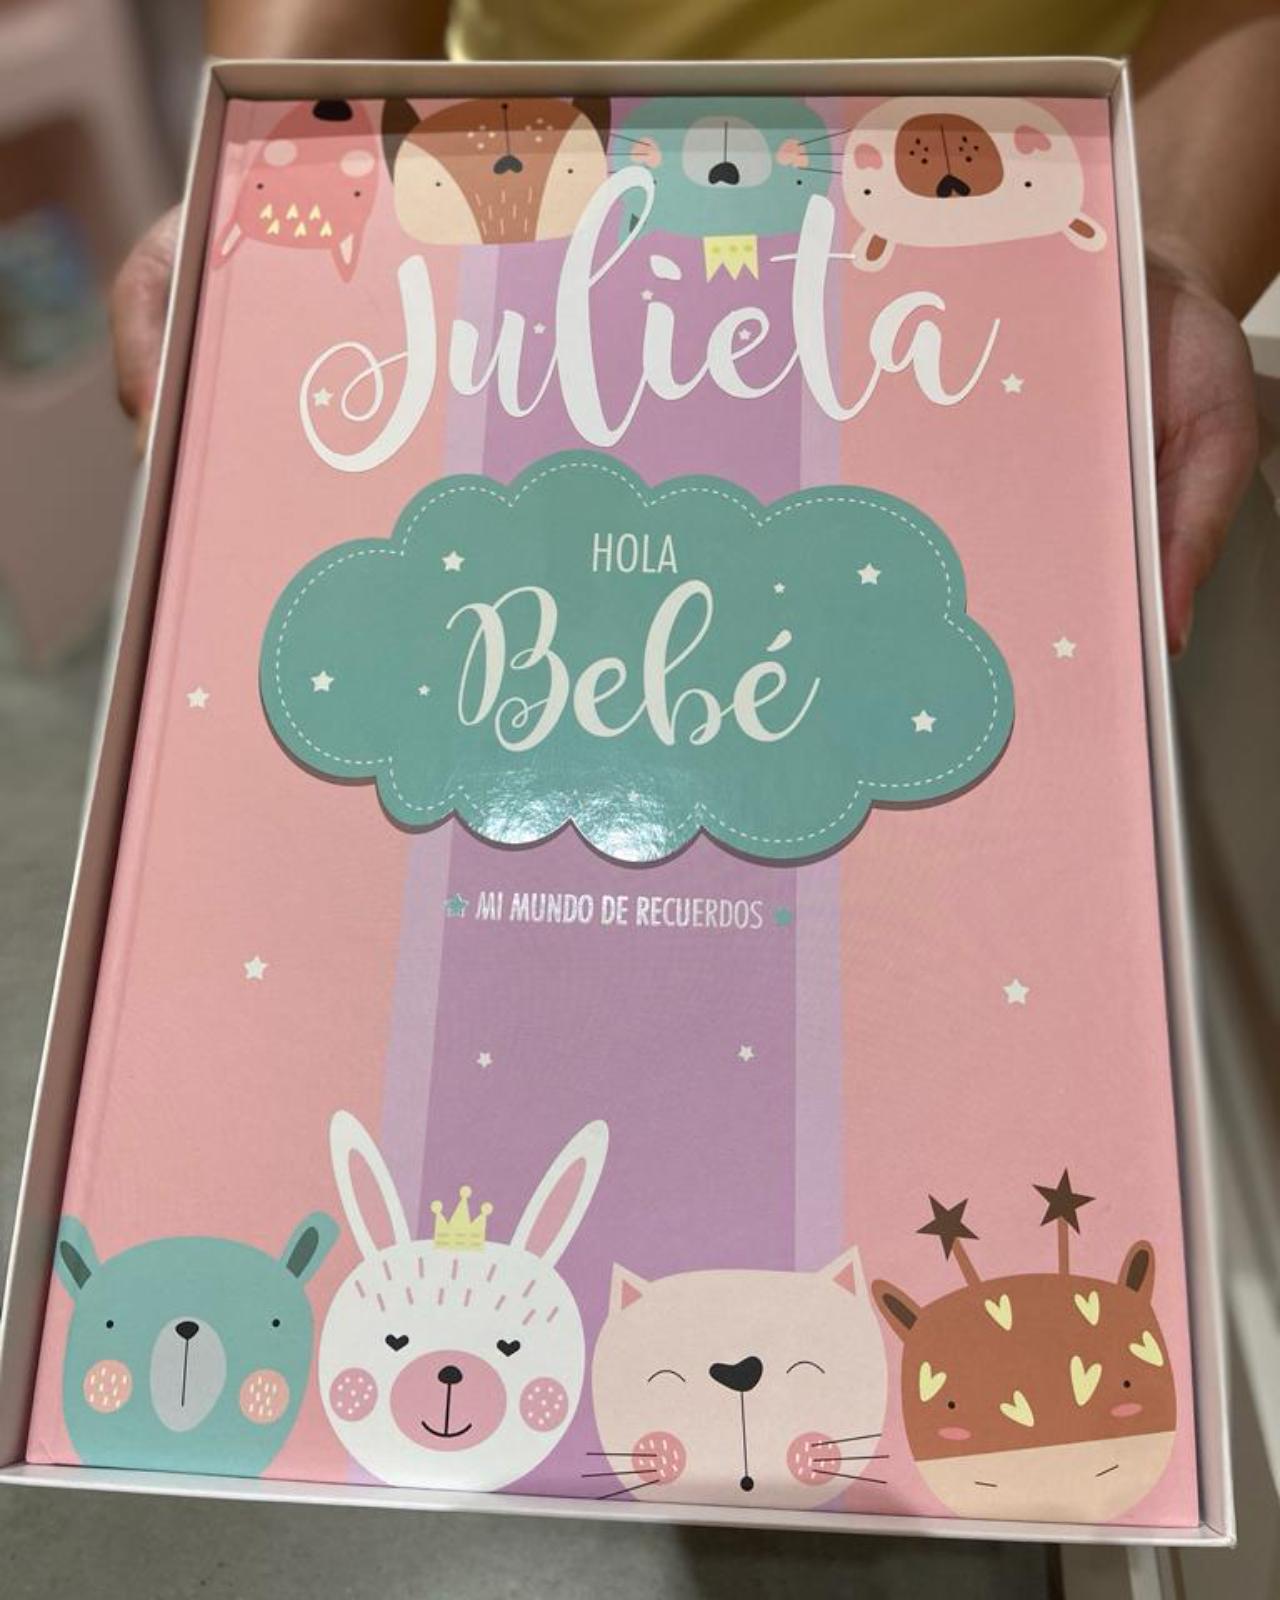 Julieta
HOLA
Bebé
MI MUNDO DE RECUERDOS